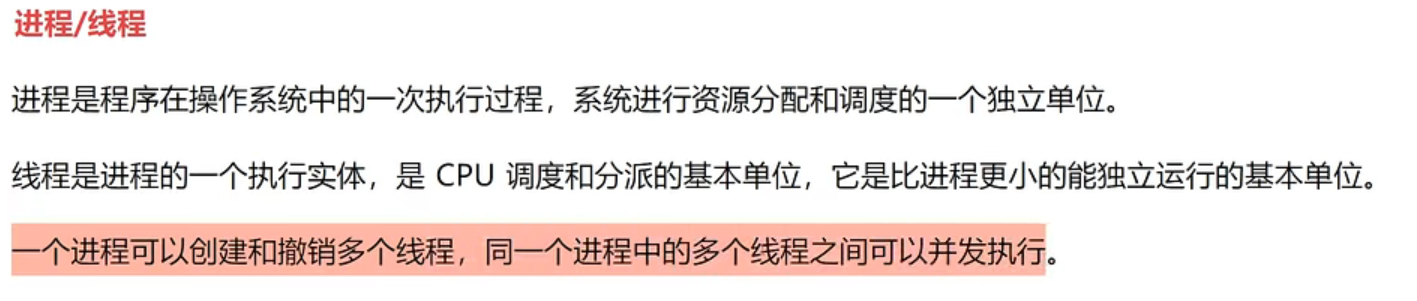 进程/线程
进程是程序在操作系统中的一次执行过程，系统进行资源分配和调度的一个独立单位。
线程是进程的一个执行实体，是 CPU 调度和分派的基本单位，它是比进程更小的能独立运行的基本单位。
一个进程可以创建和撤销多个线程，同一个进程中的多个线程之间可以并发执行。